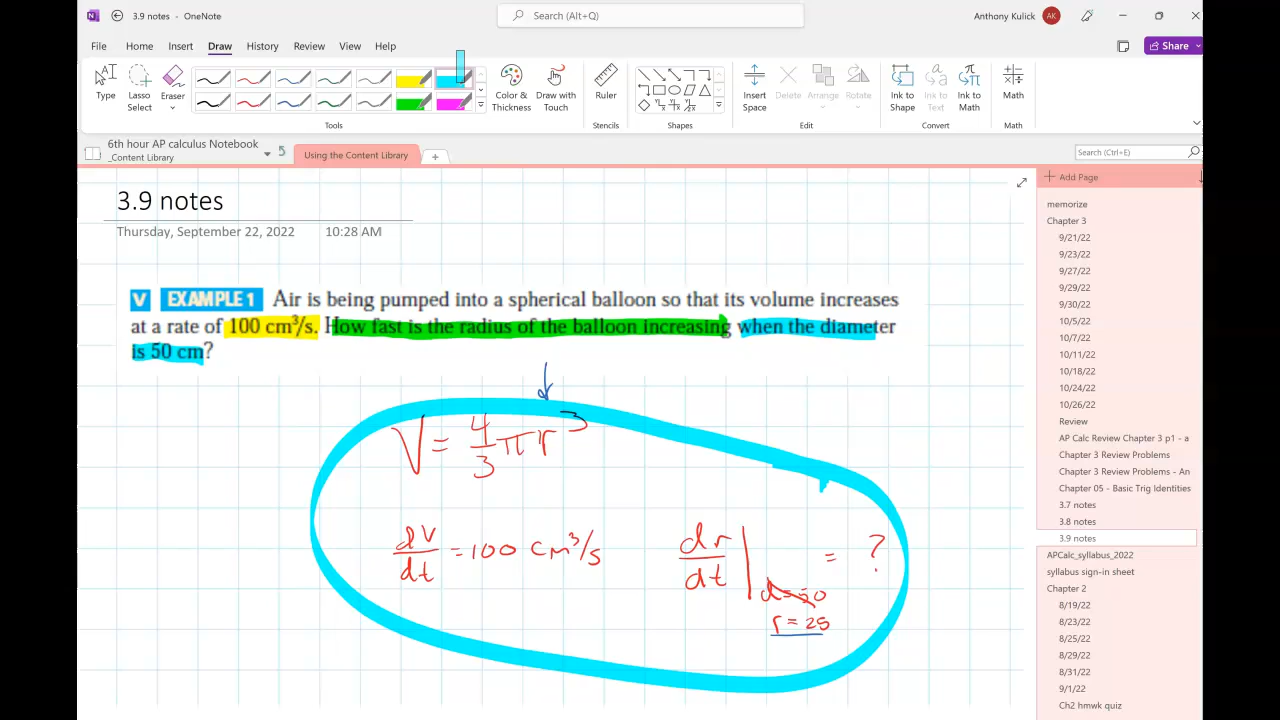 3.9 notes - OneNote
Search (Alt+Q)
Anthony Kulick
AK
File Home Insert Draw History Review View Help
Share
Type
Lasso Select
Eraser
Color & Thickness
Draw with Touch
Ruler
Insert Space
Delete
Arrange
Rotate
Ink to Shape
Ink to Text
Ink to Math
Math
Tools
Stencils
Shapes
Edit
Convert
Math
6th hour AP calculus Notebook
_Content Library
Using the Content Library
Search (Ctrl+E)
3.9 notes
Thursday, September 22, 2022 10:28 AM
V EXAMPLE 1 Air is being pumped into a spherical balloon so that its volume increases
at a rate of 100 cm³/s. How fast is the radius of the balloon increasing when the diameter
is 50 cm?
V = 4/3 πr³
dV/dt = 100 cm³/s
dr/dt | = ?
d = 50
r = 25
Add Page
memorize
Chapter 3
9/21/22
9/23/22
9/27/22
9/29/22
9/30/22
10/5/22
10/7/22
10/11/22
10/18/22
10/24/22
10/26/22
Review
AP Calc Review Chapter 3 p1 - a
Chapter 3 Review Problems
Chapter 3 Review Problems - An
Chapter 05 - Basic Trig Identities
3.7 notes
3.8 notes
3.9 notes
APCalc_syllabus_2022
syllabus sign-in sheet
Chapter 2
8/19/22
8/23/22
8/25/22
8/29/22
8/31/22
9/1/22
Ch2 hmwk quiz